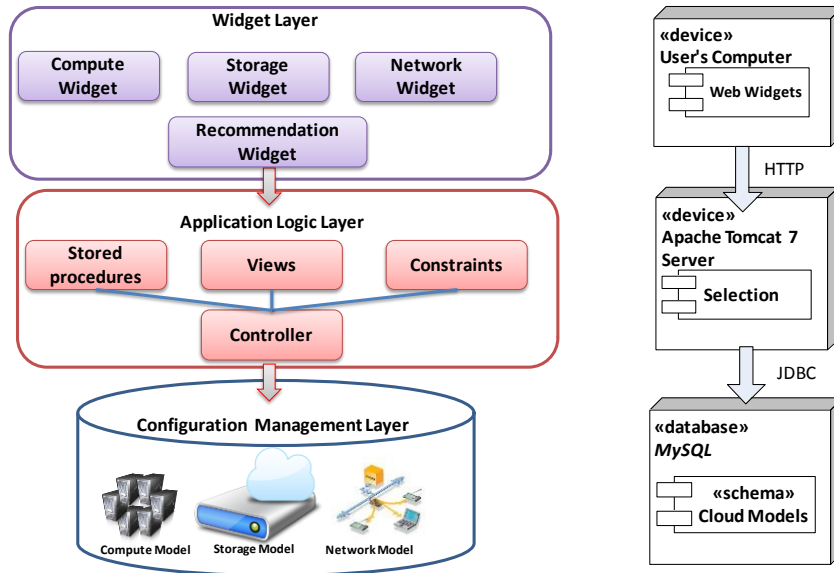 Widget Layer
Compute
Widget
Storage
Widget
Network
Widget
Recommendation
Widget
Application Logic Layer
Stored
procedures
Views
Constraints
Controller
Configuration Management Layer
Compute Model
Storage Model
Network Model
«device»
User's Computer
Web Widgets
HTTP
«device»
Apache Tomcat 7
Server
Selection
JDBC
«database»
MySQL
«schema»
Cloud Models